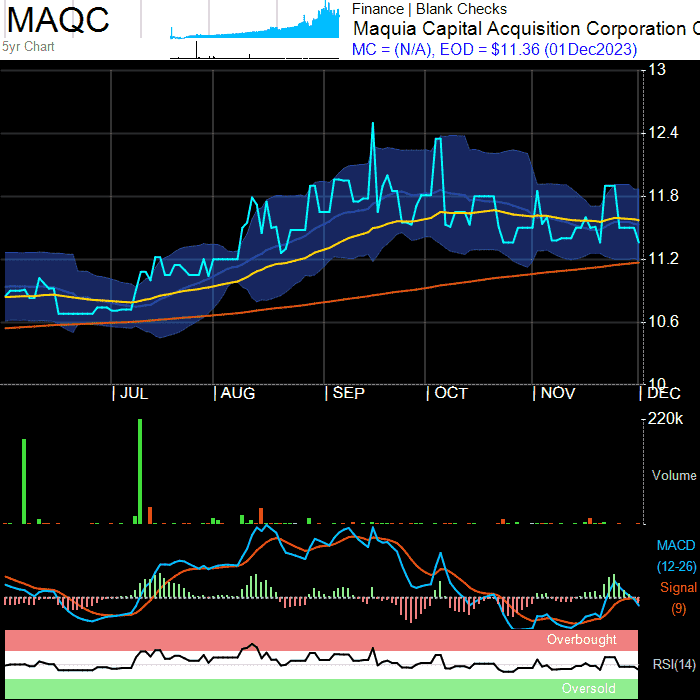 MAQC
5yr Chart
Finance | Blank Checks
Maquia Capital Acquisition Corporation C
MC = (N/A), EOD = $11.36 (01Dec2023)
13
12.4
11.8
11.2
10.6
10
| JUL | AUG | SEP | OCT | NOV | DEC
220k
Volume
MACD
(12-26)
Signal
(9)
Overbought
RSI(14)
Oversold